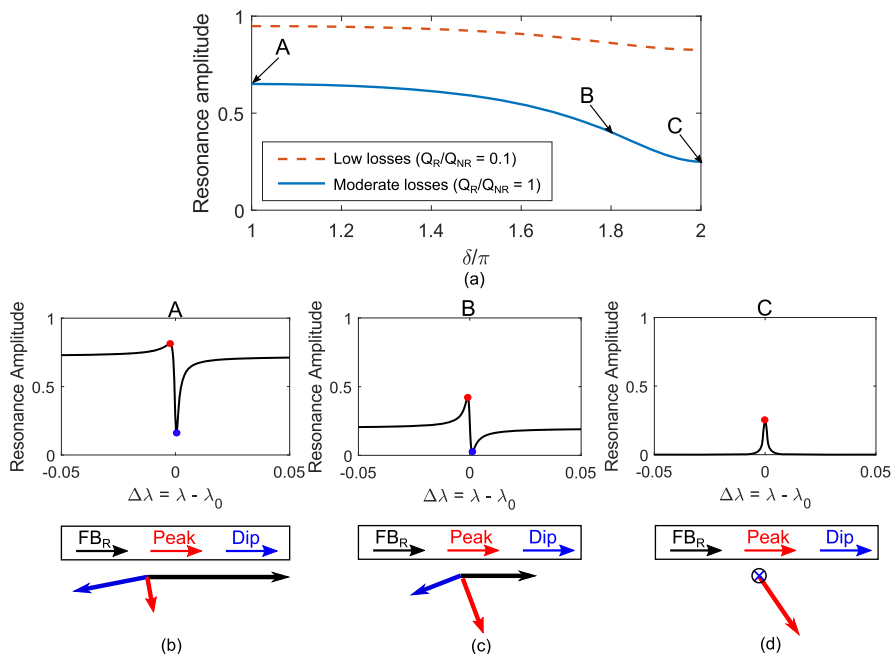 Resonance amplitude
1
0.5
0
A
B
C
Low losses (Q_R/Q_NR = 0.1)
Moderate losses (Q_R/Q_NR = 1)
1 1.2 1.4 1.6 1.8 2
δ/π
(a)
A
Resonance Amplitude
1
0.5
0
-0.05 0 0.05
Δλ = λ - λ_0
B
Resonance Amplitude
1
0.5
0
-0.05 0 0.05
Δλ = λ - λ_0
C
Resonance Amplitude
1
0.5
0
-0.05 0 0.05
Δλ = λ - λ_0
FB_R Peak Dip
FB_R Peak Dip
FB_R Peak Dip
(b)
(c)
(d)